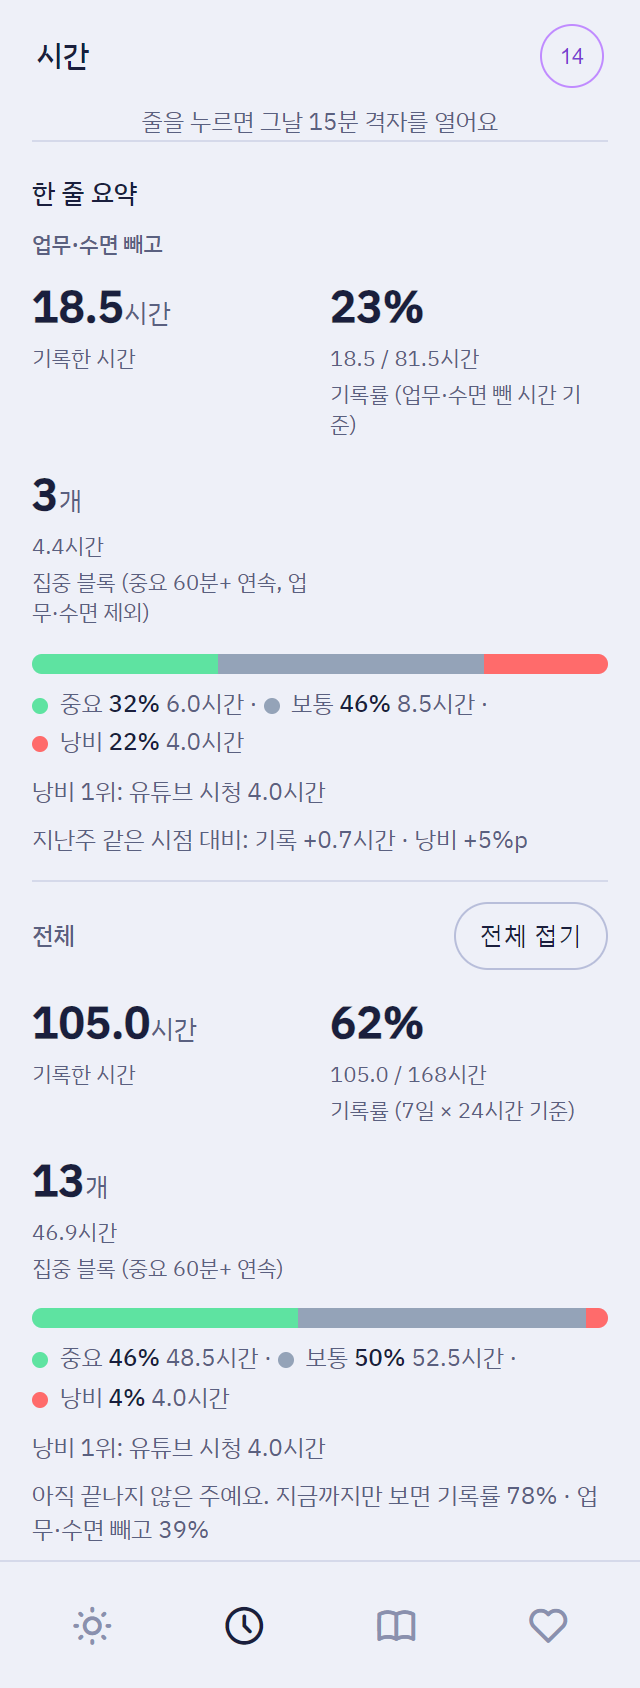 시간
14
줄을 누르면 그날 15분 격자를 열어요
한 줄 요약
업무·수면 빼고
18.5시간
기록한 시간
23%
18.5 / 81.5시간
기록률 (업무·수면 뺀 시간 기
준)
3개
4.4시간
집중 블록 (중요 60분+ 연속, 업
무·수면 제외)
중요 32% 6.0시간 · 보통 46% 8.5시간 ·
낭비 22% 4.0시간
낭비 1위: 유튜브 시청 4.0시간
지난주 같은 시점 대비: 기록 +0.7시간 · 낭비 +5%p
전체
전체 접기
105.0시간
기록한 시간
62%
105.0 / 168시간
기록률 (7일 × 24시간 기준)
13개
46.9시간
집중 블록 (중요 60분+ 연속)
중요 46% 48.5시간 · 보통 50% 52.5시간 ·
낭비 4% 4.0시간
낭비 1위: 유튜브 시청 4.0시간
아직 끝나지 않은 주예요. 지금까지만 보면 기록률 78% · 업
무·수면 빼고 39%